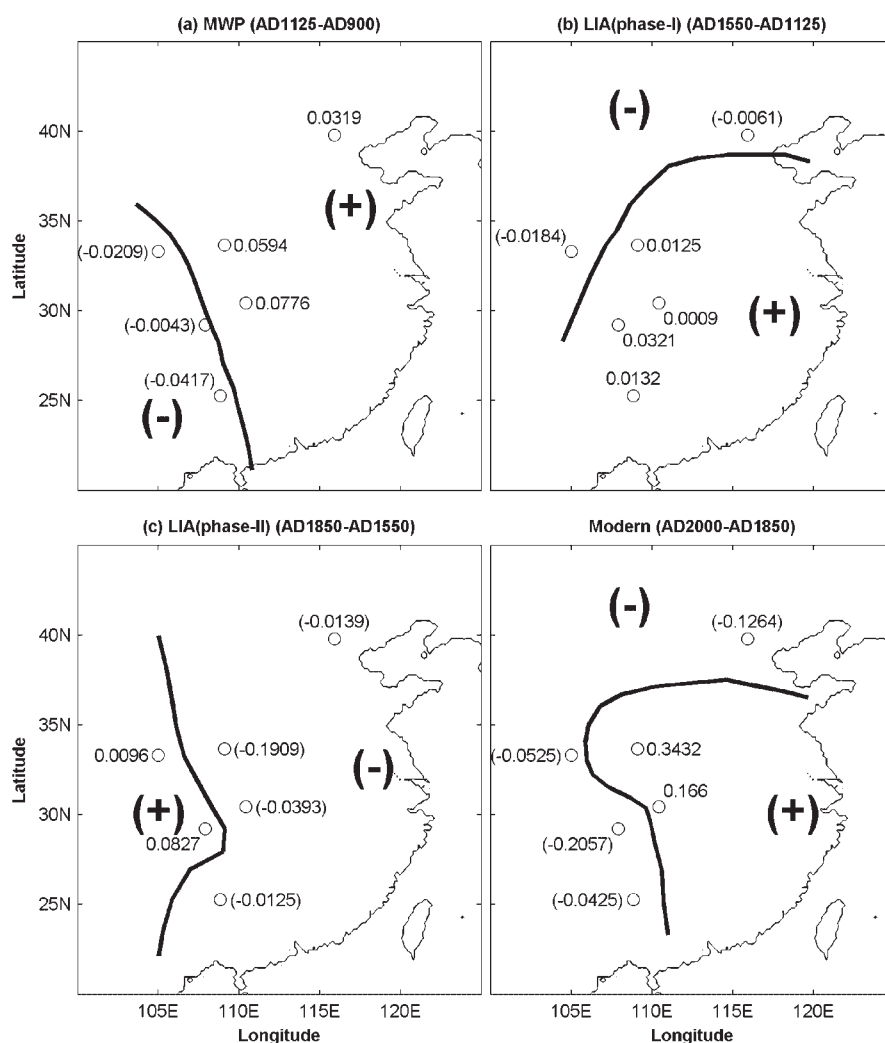 (a) MWP (AD1125-AD900)
40N
35N
30N
25N
Latitude
0.0319
(+)
(-0.0209)
0.0594
0.0776
(-0.0043)
(-0.0417)
(-)
(b) LIA(phase-I) AD1550-AD1125)
(-)
(-0.0061)
(-0.0184)
0.0125
0.0009
(+)
0.0321
0.0132
(c) LIA(phase-II) (AD1850-AD1550)
40N
35N
30N
25N
Latitude
(-0.0139)
0.0096
(-0.1909)
(-)
(+)
(-0.0393)
0.0827
(-0.0125)
105E 110E 115E 120E
Longitude
Modern (AD2000-AD1850)
(-)
(-0.1264)
(-0.0525)
0.3432
0.166
(+)
(-0.2057)
(-0.0425)
105E 110E 115E 120E
Longitude